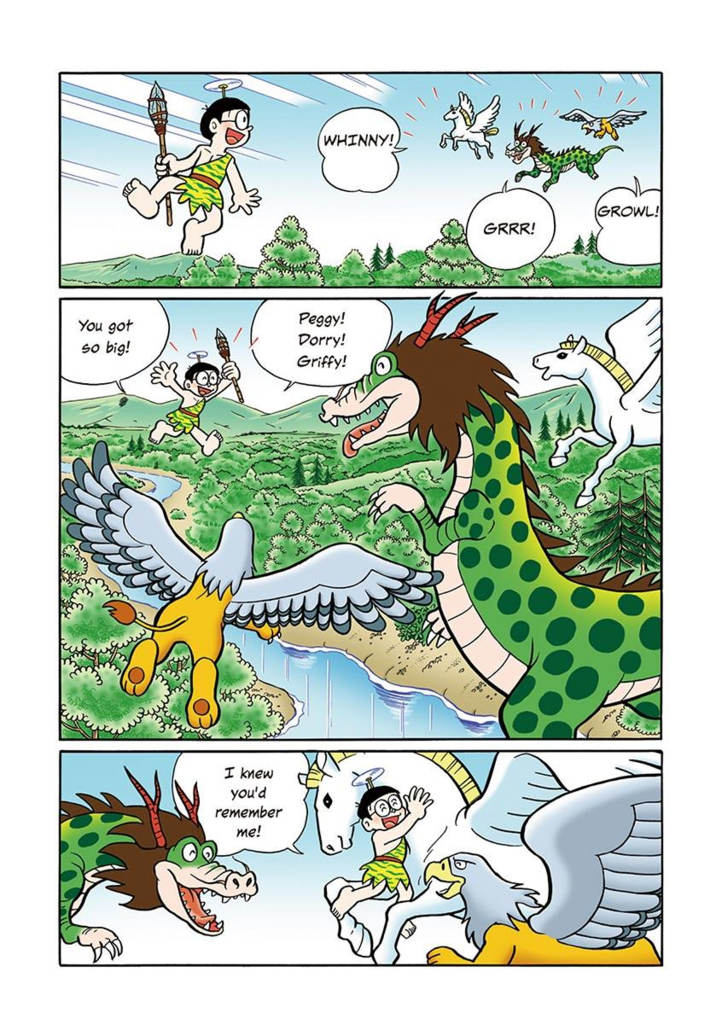 WHINNY!
GRRR!
GROWL!
You got
so big!
Peggy!
Dorry!
Griffy!
I knew
you'd
remember
me!